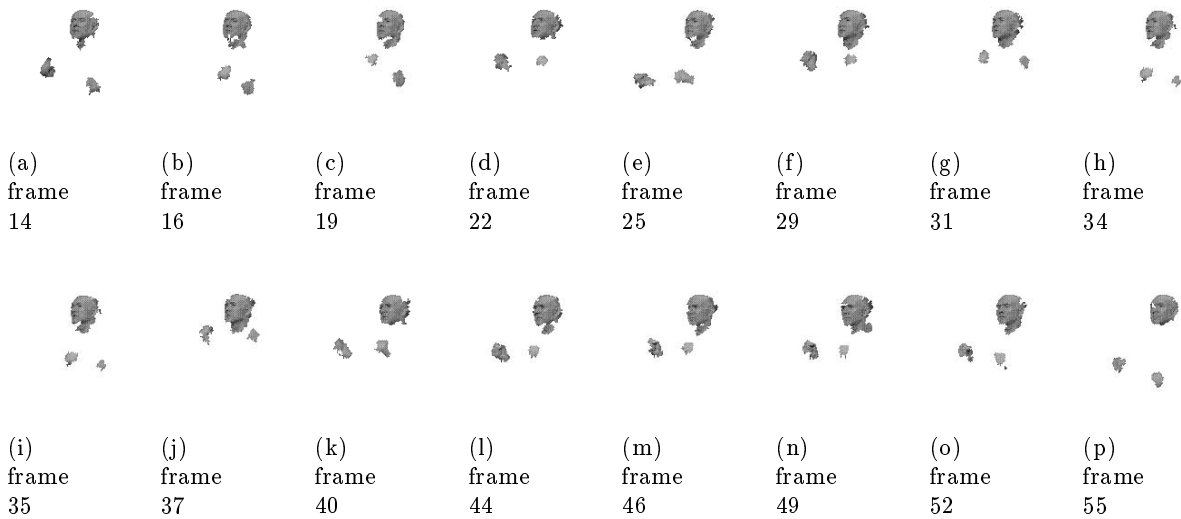 (a) (b) (c) (d) (e) (f) (g) (h)
frame frame frame frame frame frame frame frame
14 16 19 22 25 29 31 34
(i) (j) (k) (l) (m) (n) (o) (p)
frame frame frame frame frame frame frame frame
35 37 40 44 46 49 52 55